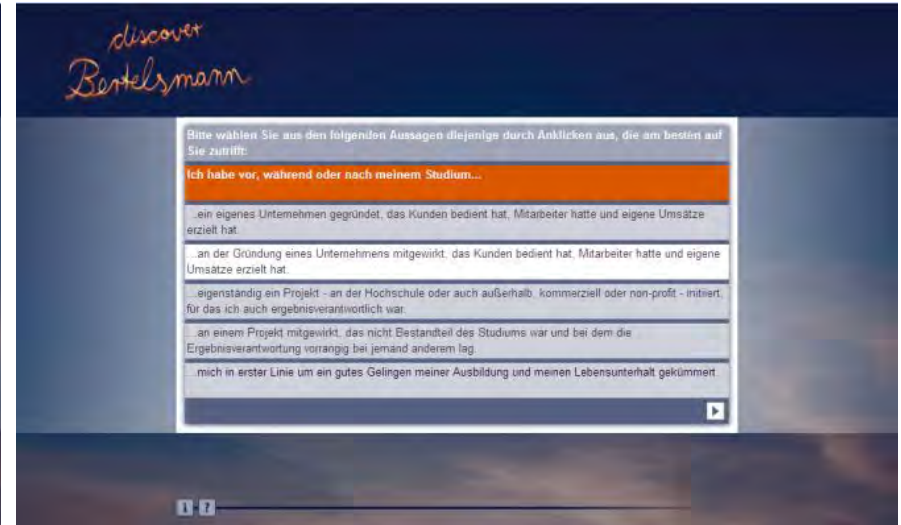 discover
Bertelsmann
Bitte wählen Sie aus den folgenden Aussagen diejenige durch Anklicken aus, die am besten auf
Sie zutrifft:
Ich habe vor, während oder nach meinem Studium...
...ein eigenes Unternehmen gegründet, das Kunden bedient hat, Mitarbeiter hatte und eigene Umsätze
erzielt hat.
...an der Gründung eines Unternehmens mitgewirkt, das Kunden bedient hat, Mitarbeiter hatte und eigene
Umsätze erzielt hat.
...eigenständig ein Projekt - an der Hochschule oder auch außerhalb, kommerziell oder non-profit - initiiert,
für das ich auch ergebnisverantwortlich war.
...an einem Projekt mitgewirkt, das nicht Bestandteil des Studiums war und bei dem die
Ergebnisverantwortung vorrangig bei jemand anderem lag.
...mich in erster Linie um ein gutes Gelingen meiner Ausbildung und meinen Lebensunterhalt gekümmert.
i ?